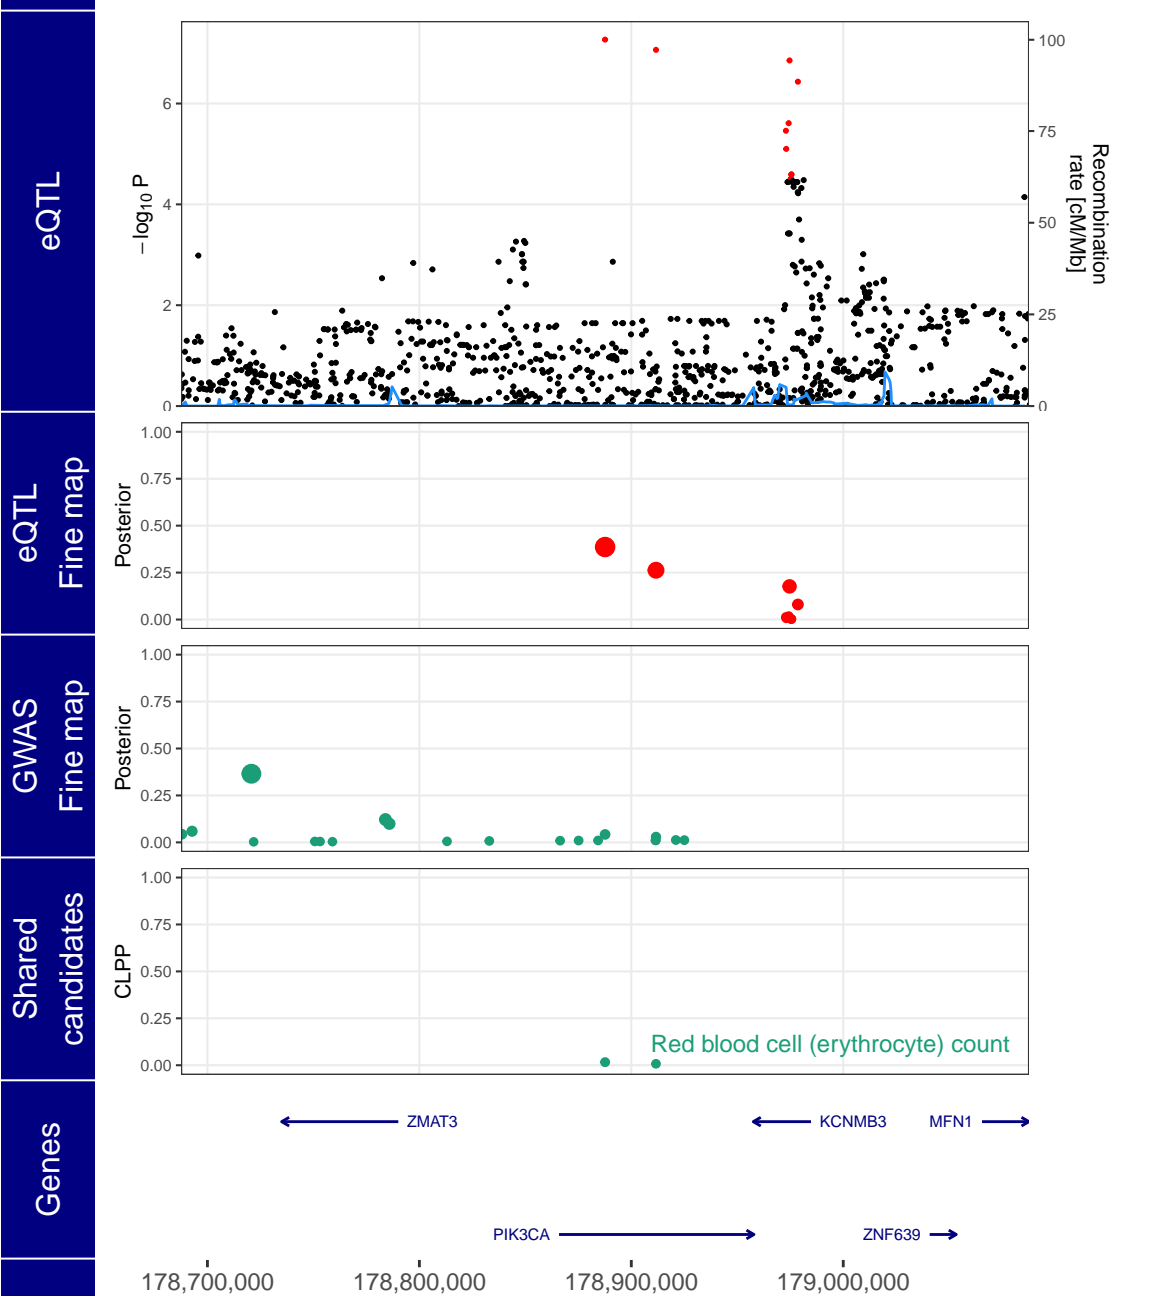 eQTL
−log10 P
0
2
4
6
0
25
50
75
100
Recombination
rate [cM/Mb]
eQTL
Fine map
Posterior
1.00
0.75
0.50
0.25
0.00
GWAS
Fine map
Posterior
1.00
0.75
0.50
0.25
0.00
Shared
candidates
CLPP
1.00
0.75
0.50
0.25
0.00
Red blood cell (erythrocyte) count
Genes
ZMAT3
KCNMB3
MFN1
PIK3CA
ZNF639
178,700,000
178,800,000
178,900,000
179,000,000